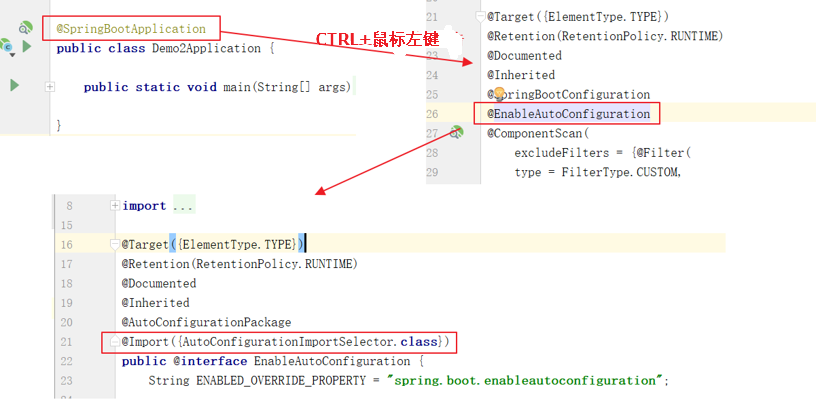 @SpringBootApplication
public class Demo2Application {
public static void main(String[] args)
}
CTRL+鼠标左键
21 @Target({ElementType.TYPE})
@Retention(RetentionPolicy.RUNTIME)
23 @Documented
24 @Inherited
25 @SpringBootConfiguration
26 @EnableAutoConfiguration
27 @ComponentScan(
28 excludeFilters = {@Filter(
29 type = FilterType.CUSTOM,
8 import ...
15
16 @Target({ElementType.TYPE})
17 @Retention(RetentionPolicy.RUNTIME)
18 @Documented
19 @Inherited
20 @AutoConfigurationPackage
21 @Import({AutoConfigurationImportSelector.class})
22 public @interface EnableAutoConfiguration {
23 String ENABLED_OVERRIDE_PROPERTY = "spring.boot.enableautoconfiguration";